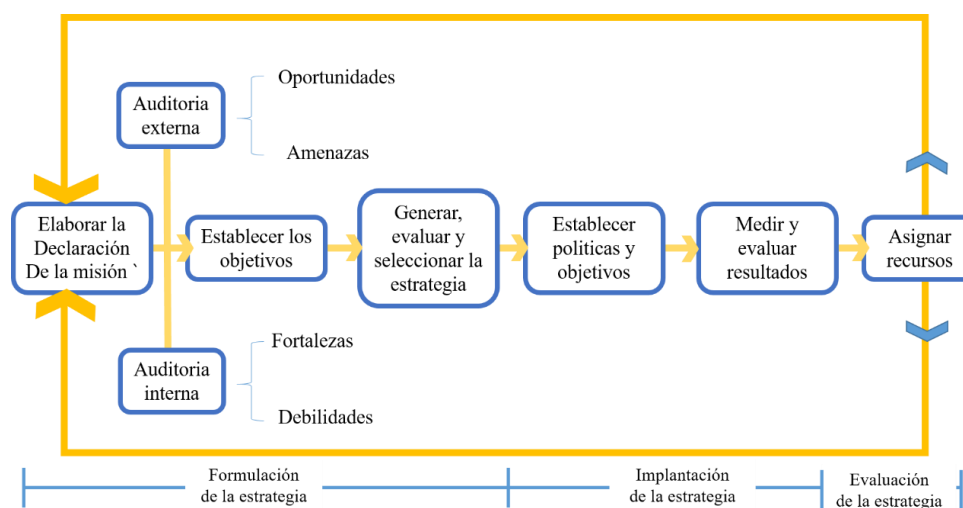 Oportunidades
Auditoria
externa
Amenazas
Elaborar la
Declaración
De la misión `
Establecer los
objetivos
Generar,
evaluar y
seleccionar la
estrategia
Establecer
politicas y
objetivos
Medir y
evaluar
resultados
Asignar
recursos
Fortalezas
Auditoria
interna
Debilidades
Formulación
de la estrategia
Implantación
de la estrategia
Evaluación
de la estrategia